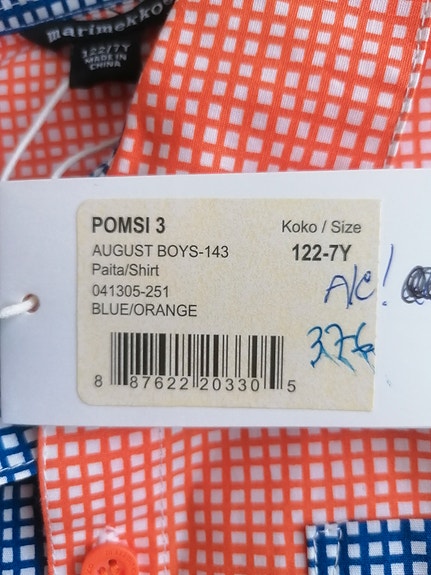 marimekko
122/7Y
MADE IN
CHINA
POMSI 3
Koko / Size
AUGUST BOYS-143
122-7Y
Paita/Shirt
041305-251
BLUE/ORANGE
A/C!
376
8 87622 20330 5